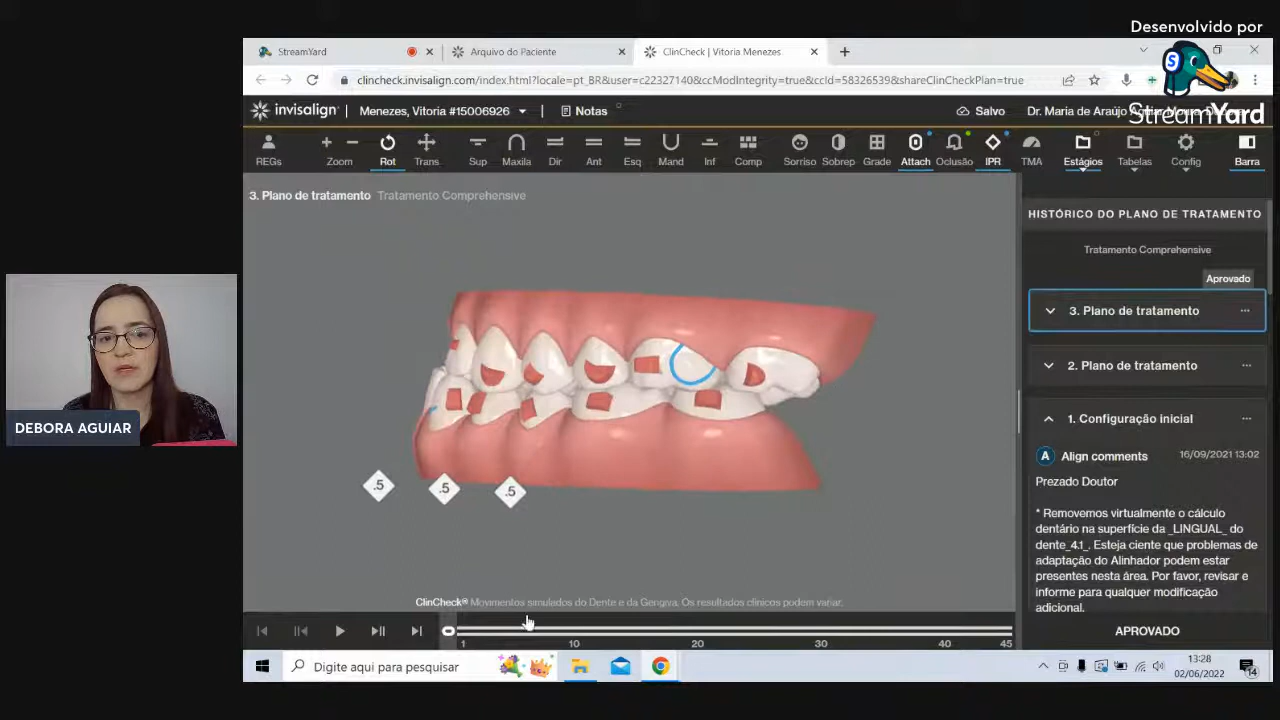 Desenvolvido por
StreamYard
StreamYard
Arquivo do Paciente
ClinCheck | Vitoria Menezes
clincheck.invisalign.com/index.html?locale=pt_BR&user=c22327140&ccModIntegrity=true&ccId=58326539&shareClinCheckPlan=true
invisalign
Menezes, Vitoria #15006926
Notas
Salvo
Dr. Maria de Araújo
REGs
Zoom
Rot
Trans.
Sup
Maxila
Dir
Ant
Esq
Mand
Inf
Comp
Sorriso
Sobrep
Grade
Attach
Oclusão
IPR
TMA
Estágios
Tabelas
Config
Barra
3. Plano de tratamento Tratamento Comprehensive
HISTÓRICO DO PLANO DE TRATAMENTO
Tratamento Comprehensive
Aprovado
3. Plano de tratamento
2. Plano de tratamento
1. Configuração inicial
A Align comments 16/09/2021 13:02
Prezado Doutor
* Removemos virtualmente o cálculo
dentário na superfície da _LINGUAL_ do
dente_4.1_. Esteja ciente que problemas de
adaptação do Alinhador podem estar
presentes nesta área. Por favor, revisar e
informe para qualquer modificação
adicional.
APROVADO
DEBORA AGUIAR
.5 .5 .5
ClinCheck® Movimentos simulados do Dente e da Gengiva. Os resultados clínicos podem variar.
1 10 20 30 40 45
Digite aqui para pesquisar
13:28
02/06/2022
14